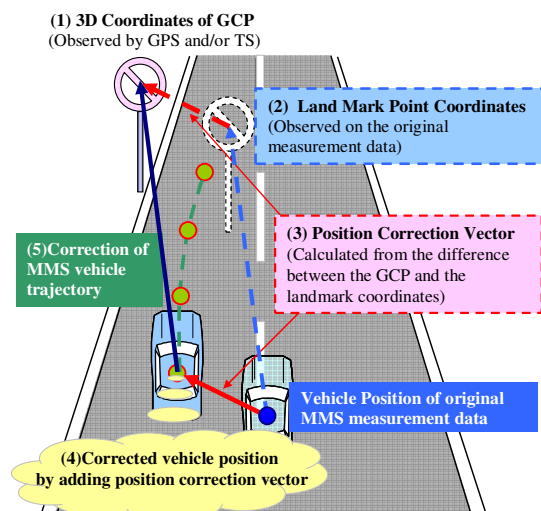 (1) 3D Coordinates of GCP
(Observed by GPS and/or TS)
(2) Land Mark Point Coordinates
(Observed on the original
measurement data)
(3) Position Correction Vector
(Calculated from the difference
between the GCP and the
landmark coordinates)
(5)Correction of
MMS vehicle
trajectory
Vehicle Position of original
MMS measurement data
(4)Corrected vehicle position
by adding position correction vector